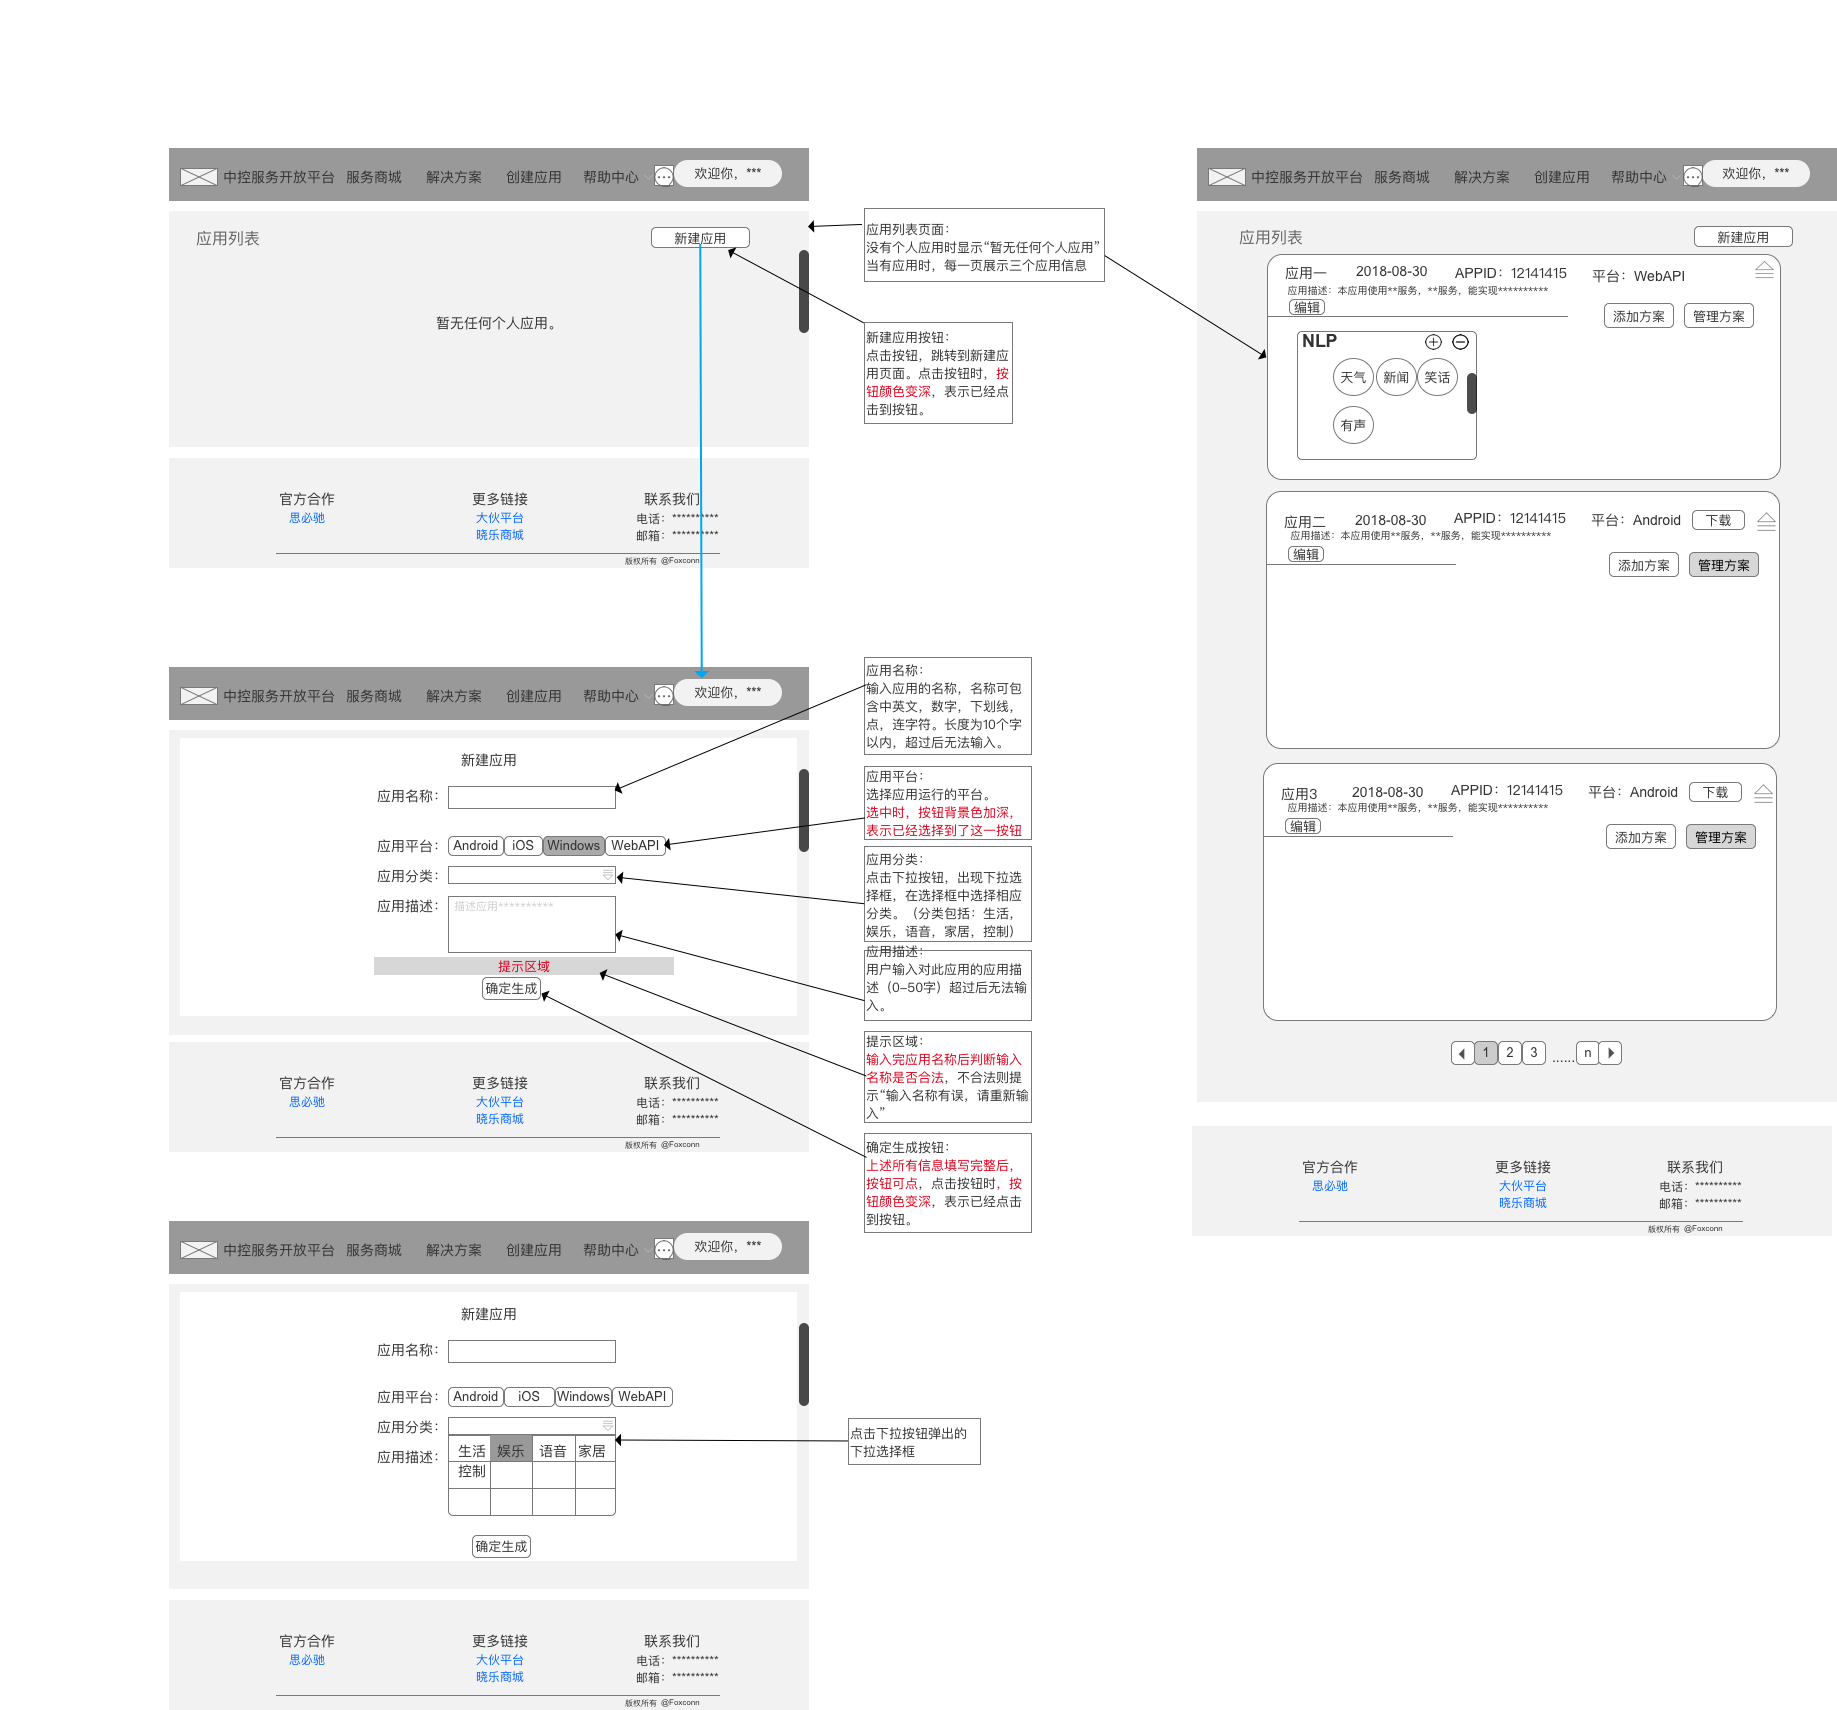 中控服务开放平台 服务商城 解决方案 创建应用 帮助中心 欢迎你，***
应用列表
新建应用
暂无任何个人应用。
官方合作 更多链接 联系我们
思必驰 大伙平台 电话：**********
晓乐商城 邮箱：**********
版权所有 @Foxconn
应用列表页面：
没有个人应用时显示“暂无任何个人应用”
当有应用时，每一页展示三个应用信息
新建应用按钮：
点击按钮，跳转到新建应
用页面。点击按钮时，按
钮颜色变深，表示已经点
击到按钮。
中控服务开放平台 服务商城 解决方案 创建应用 帮助中心 欢迎你，***
新建应用
应用名称：
应用平台： Android iOS Windows WebAPI
应用分类：
应用描述： 描述应用**********
提示区域
确定生成
官方合作 更多链接 联系我们
思必驰 大伙平台 电话：**********
晓乐商城 邮箱：**********
版权所有 @Foxconn
应用名称：
输入应用的名称，名称可包
含中英文，数字，下划线，
点，连字符。长度为10个字
以内，超过后无法输入。
应用平台：
选择应用运行的平台。
选中时，按钮背景色加深，
表示已经选择到了这一按钮
应用分类：
点击下拉按钮，出现下拉选
择框，在选择框中选择相应
分类。（分类包括：生活，
娱乐，语音，家居，控制）
应用描述：
用户输入对此应用的应用描
述（0-50字）超过后无法输
入。
提示区域：
输入完应用名称后判断输入
名称是否合法，不合法则提
示“输入名称有误，请重新输
入”
确定生成按钮：
上述所有信息填写完整后，
按钮可点，点击按钮时，按
钮颜色变深，表示已经点击
到按钮。
中控服务开放平台 服务商城 解决方案 创建应用 帮助中心 欢迎你，***
新建应用
应用名称：
应用平台： Android iOS Windows WebAPI
应用分类：
应用描述： 生活 娱乐 语音 家居
控制
确定生成
点击下拉按钮弹出的
下拉选择框
官方合作 更多链接 联系我们
思必驰 大伙平台 电话：**********
晓乐商城 邮箱：**********
版权所有 @Foxconn
中控服务开放平台 服务商城 解决方案 创建应用 帮助中心 欢迎你，***
应用列表 新建应用
应用一 2018-08-30 APPID：12141415 平台：WebAPI
应用描述：本应用使用**服务，**服务，能实现**********
编辑 添加方案 管理方案
NLP
天气 新闻 笑话
有声
应用二 2018-08-30 APPID：12141415 平台：Android 下载
应用描述：本应用使用**服务，**服务，能实现**********
编辑 添加方案 管理方案
应用3 2018-08-30 APPID：12141415 平台：Android 下载
应用描述：本应用使用**服务，**服务，能实现**********
编辑 添加方案 管理方案
1 2 3 ...... n
官方合作 更多链接 联系我们
思必驰 大伙平台 电话：**********
晓乐商城 邮箱：**********
版权所有 @Foxconn